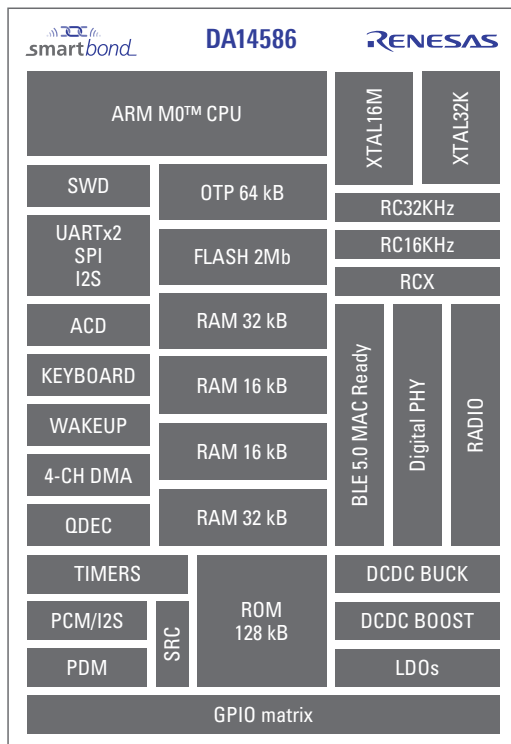 smartbond
DA14586
RENESAS
ARM M0™ CPU
XTAL16M
XTAL32K
SWD
OTP 64 kB
RC32KHz
UARTx2
SPI
I2S
FLASH 2Mb
RC16KHz
RCX
ACD
RAM 32 kB
KEYBOARD
RAM 16 kB
WAKEUP
RAM 16 kB
4-CH DMA
QDEC
RAM 32 kB
BLE 5.0 MAC Ready
Digital PHY
RADIO
TIMERS
ROM
128 kB
DCDC BUCK
PCM/I2S
SRC
DCDC BOOST
PDM
LDOs
GPIO matrix